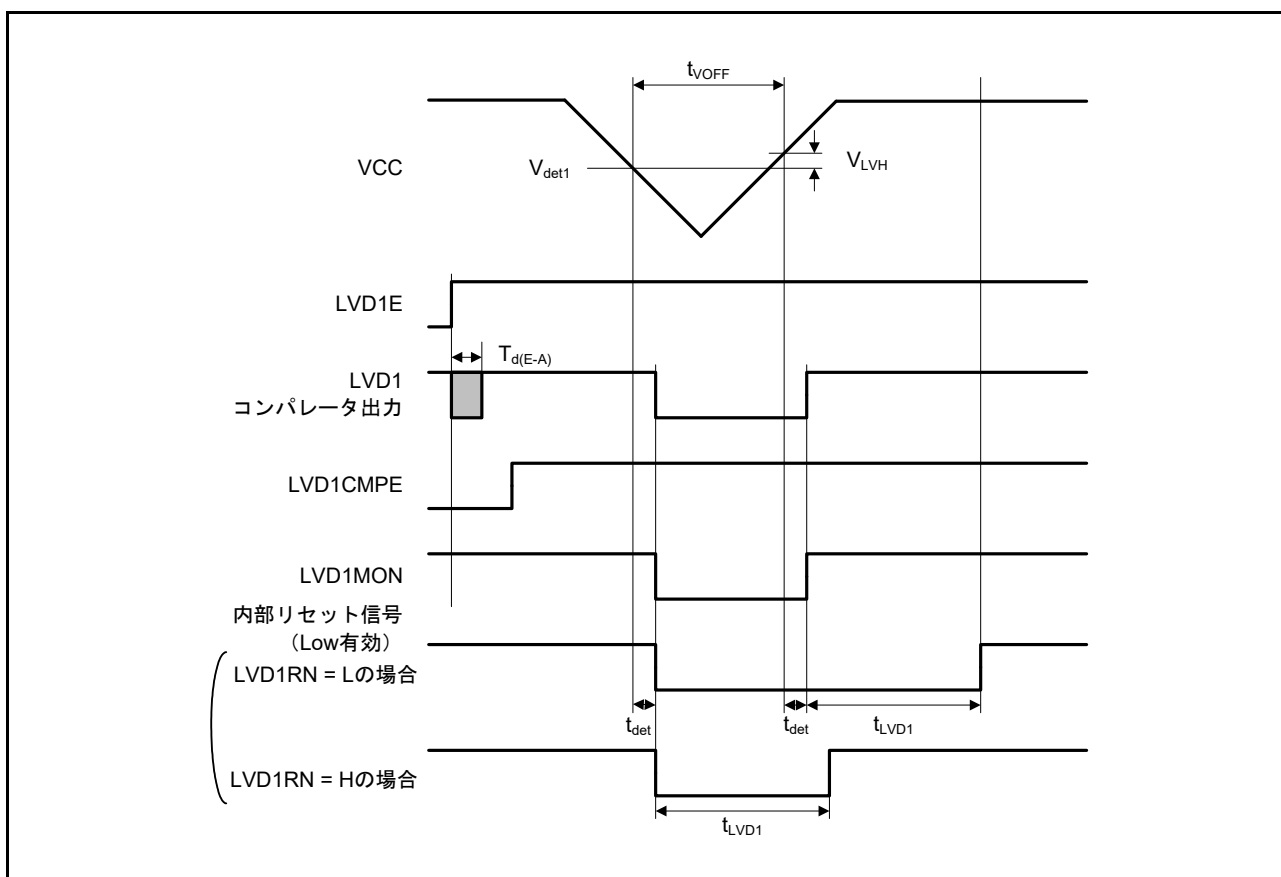 tVOFF
VCC
Vdet1
VLVH
LVD1E
Td(E-A)
LVD1
コンパレータ出力
LVD1CMPE
LVD1MON
内部リセット信号
（Low有効）
LVD1RN = Lの場合
tdet
tdet
tLVD1
LVD1RN = Hの場合
tLVD1